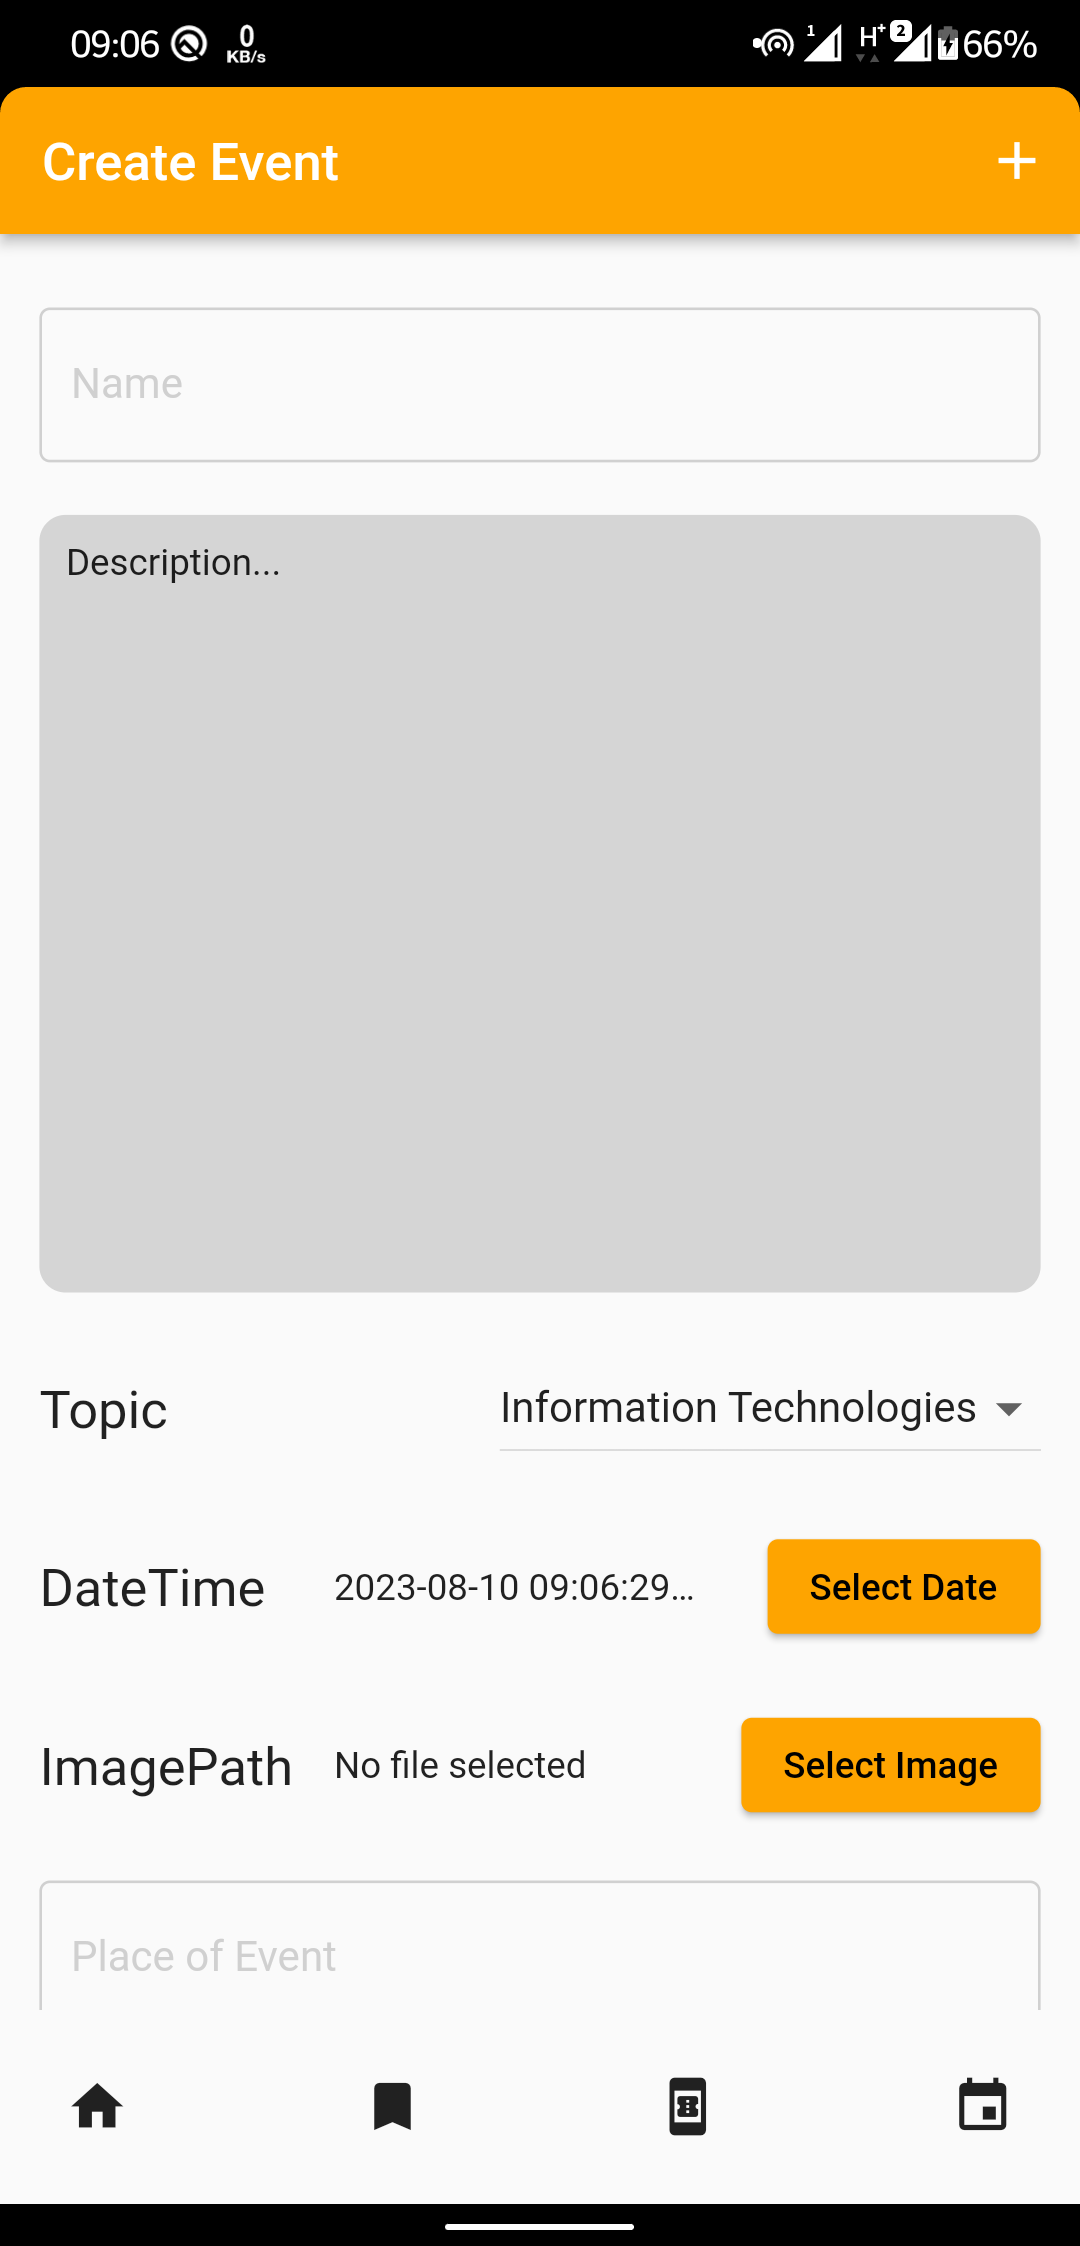 09:06 0 KB/s 1 H+ 2 66%
Create Event +
Name
Description...
Topic Information Technologies
DateTime 2023-08-10 09:06:29... Select Date
ImagePath No file selected Select Image
Place of Event